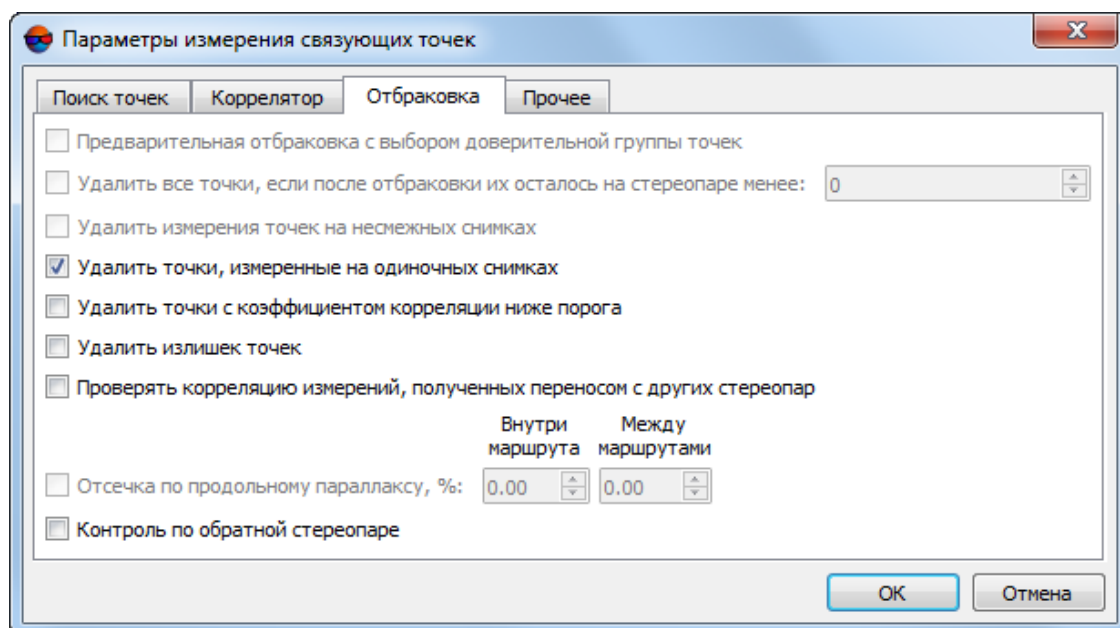 Параметры измерения связующих точек
Поиск точек Коррелятор Отбраковка Прочее
Предварительная отбраковка с выбором доверительной группы точек
Удалить все точки, если после отбраковки их осталось на стереопаре менее: 0
Удалить измерения точек на несмежных снимках
Удалить точки, измеренные на одиночных снимках
Удалить точки с коэффициентом корреляции ниже порога
Удалить излишек точек
Проверять корреляцию измерений, полученных переносом с других стереопар
Внутри Между
маршрута маршрутами
Отсечка по продольному параллаксу, %: 0.00 0.00
Контроль по обратной стереопаре
ОК Отмена